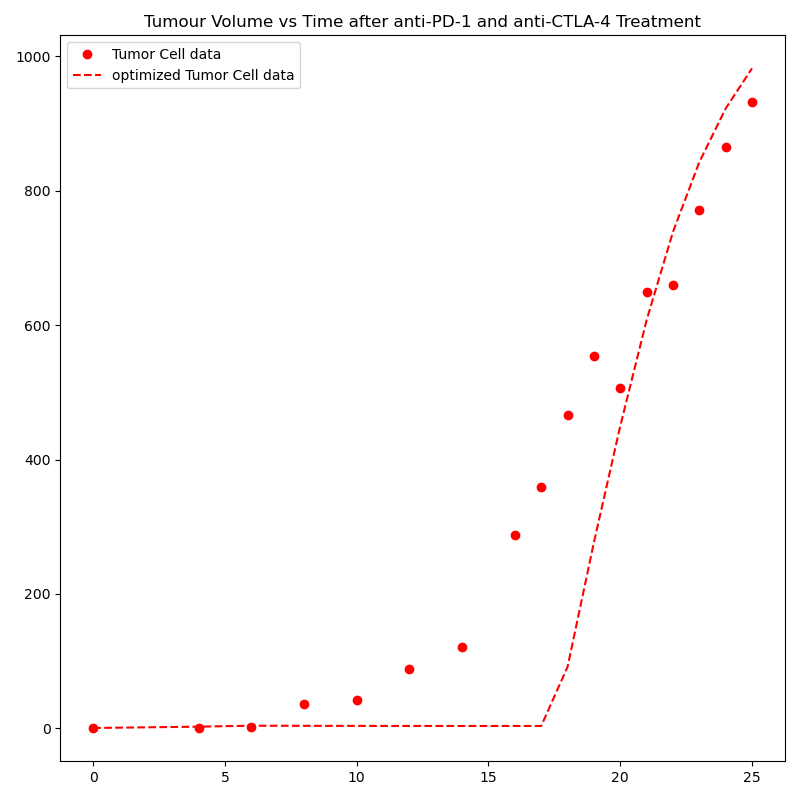 Tumour Volume vs Time after anti-PD-1 and anti-CTLA-4 Treatment
Tumor Cell data
optimized Tumor Cell data
1000
800
600
400
200
0
0 5 10 15 20 25